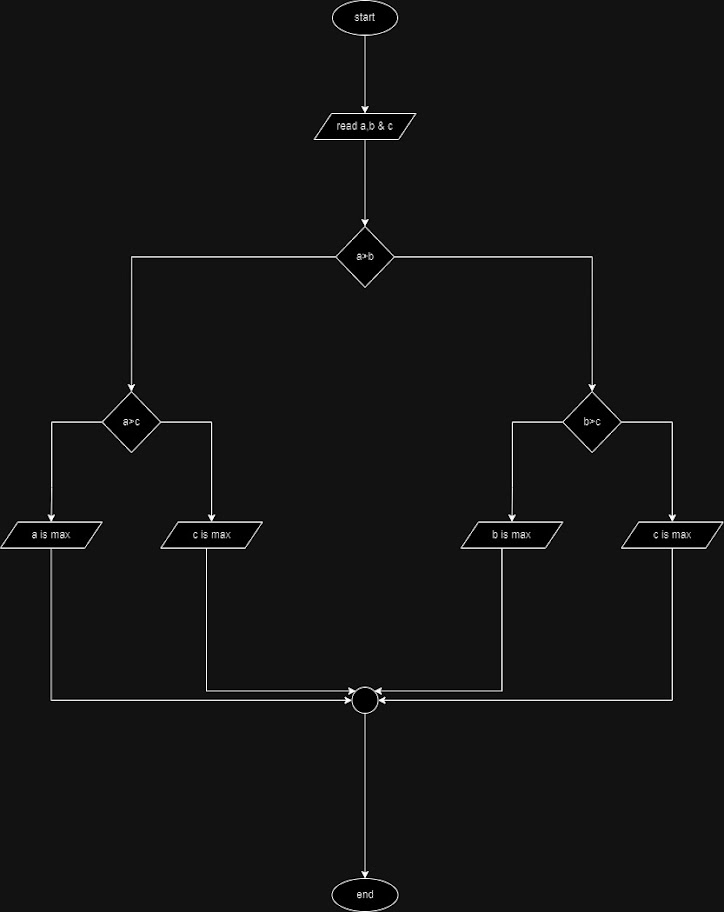 start
read a,b & c
a>b
a>c
b>c
a is max
c is max
b is max
c is max
end